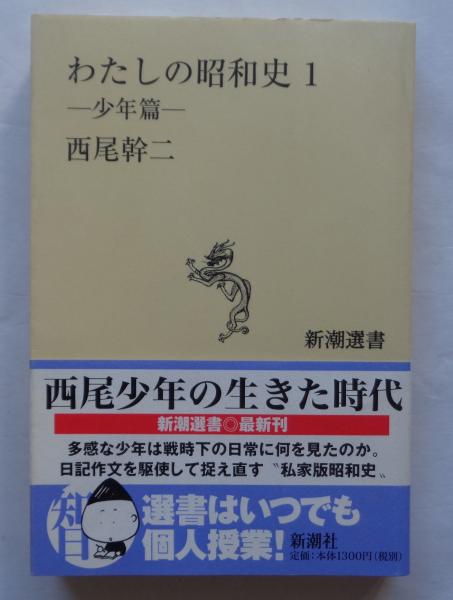 わたしの昭和史 1
―少年篇―
西尾幹二
新潮選書
西尾少年の生きた時代
新潮選書◎最新刊
多感な少年は戦時下の日常に何を見たのか。
日記作文を駆使して捉え直す〝私家版昭和史〟
選書はいつでも
個人授業!
新潮社
定価:本体1300円(税別)